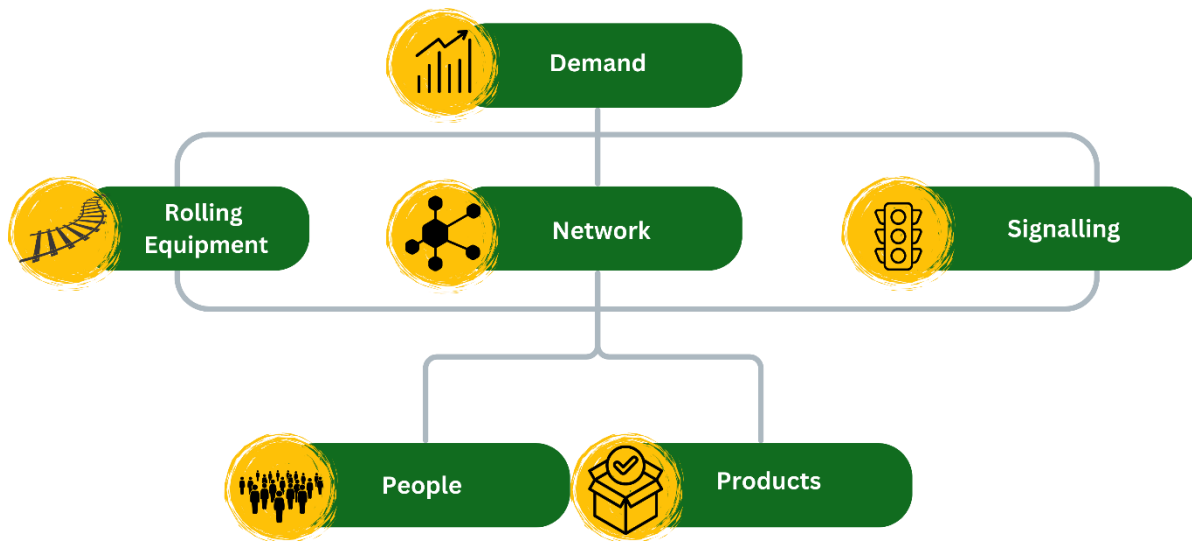 Demand
Rolling
Equipment
Network
Signalling
People
Products